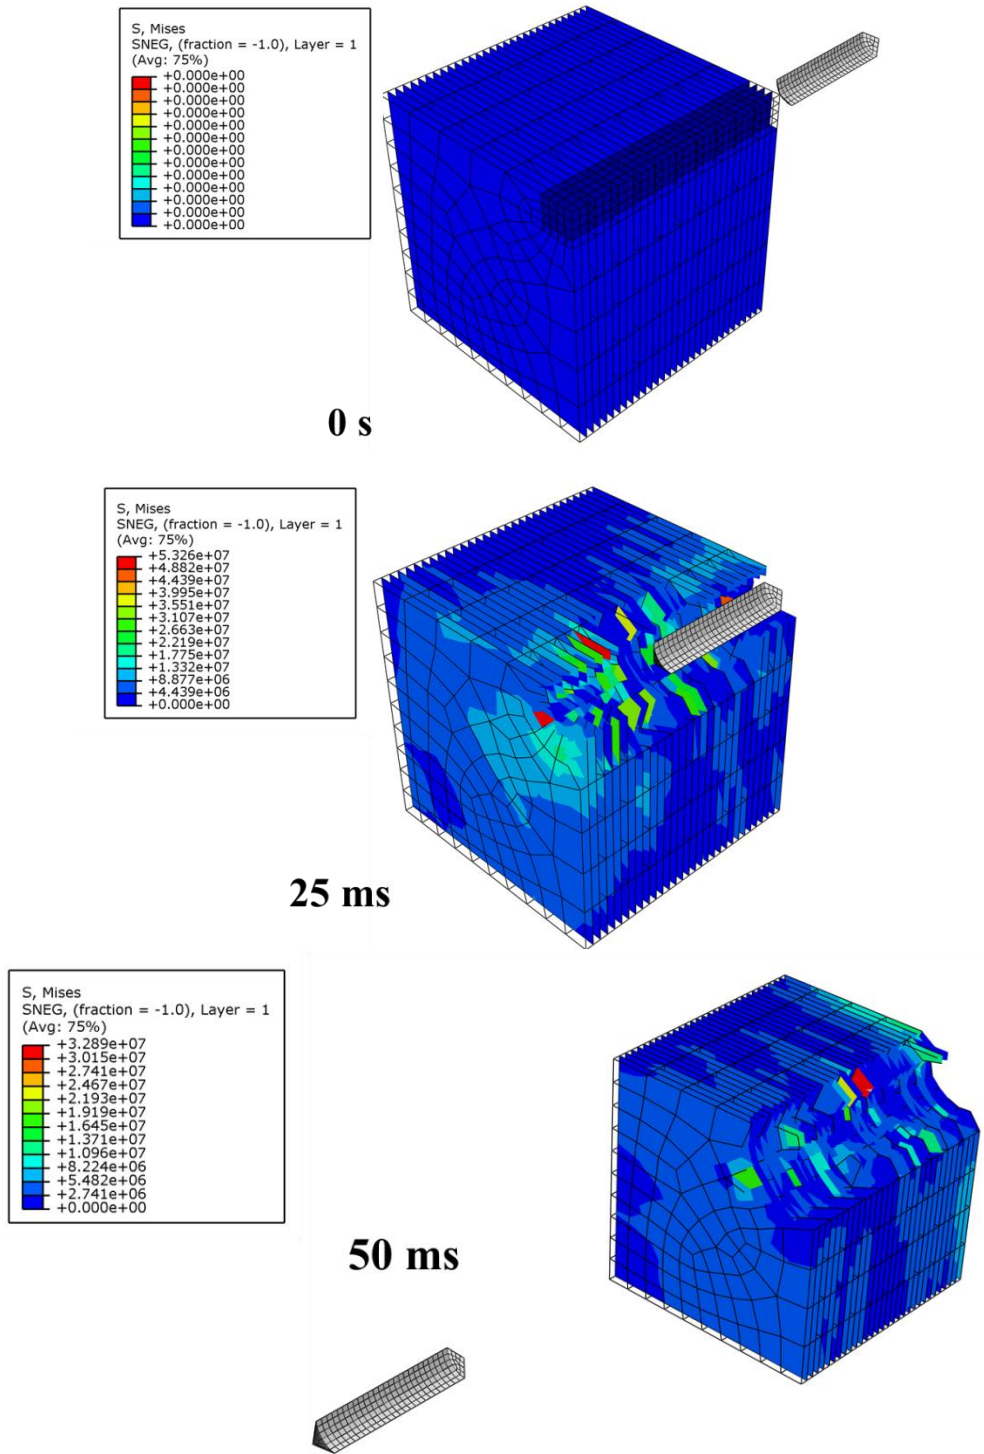 S, Mises
SNEG, (fraction = -1.0), Layer = 1
(Avg: 75%)
+0.000e+00
+0.000e+00
+0.000e+00
+0.000e+00
+0.000e+00
+0.000e+00
+0.000e+00
+0.000e+00
+0.000e+00
+0.000e+00
+0.000e+00
+0.000e+00
+0.000e+00
0 s
S, Mises
SNEG, (fraction = -1.0), Layer = 1
(Avg: 75%)
+5.326e+07
+4.882e+07
+4.439e+07
+3.995e+07
+3.551e+07
+3.107e+07
+2.663e+07
+2.219e+07
+1.775e+07
+1.332e+07
+8.877e+06
+4.439e+06
+0.000e+00
25 ms
S, Mises
SNEG, (fraction = -1.0), Layer = 1
(Avg: 75%)
+3.289e+07
+3.015e+07
+2.741e+07
+2.467e+07
+2.193e+07
+1.919e+07
+1.645e+07
+1.371e+07
+1.096e+07
+8.224e+06
+5.482e+06
+2.741e+06
+0.000e+00
50 ms